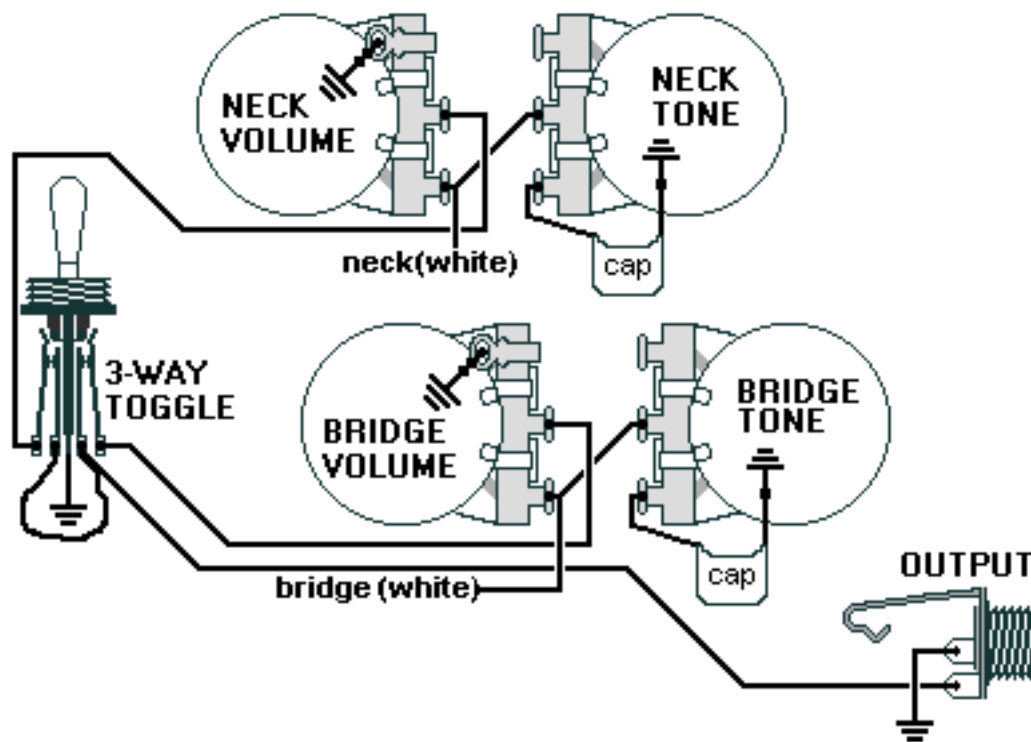 NECK
VOLUME
NECK
TONE
neck(white)
cap
3-WAY
TOGGLE
BRIDGE
VOLUME
BRIDGE
TONE
bridge (white)
cap
OUTPUT